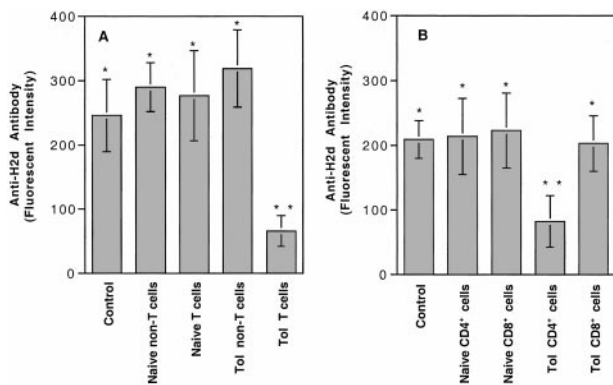 A
Anti-H2d Antibody
(Fluorescent Intensity)
400
300
200
100
0
*
*
*
*
* *
Control
Naive non-T cells
Naive T cells
Tol non-T cells
Tol T cells
B
Anti-H2d Antibody
(Fluorescent Intensity)
400
300
200
100
0
*
*
*
* *
*
Control
Naive CD4⁺ cells
Naive CD8⁺ cells
Tol CD4⁺ cells
Tol CD8⁺ cells